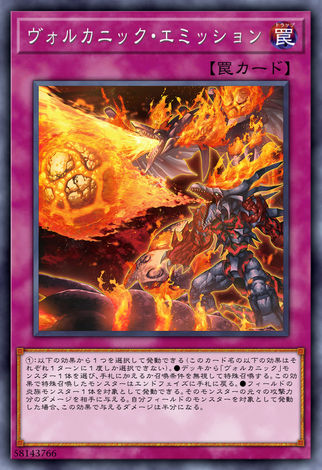 ヴォルカニック・エミッション
トラップ
罠
【罠カード】
①：以下の効果から１つを選択して発動できる（このカード名の以下の効果はそ
れぞれ１ターンに１度しか選択できない）。●デッキから「ヴォルカニック」モ
ンスター１体を選び、手札に加えるか召喚条件を無視して特殊召喚する。この効
果で特殊召喚したモンスターはエンドフェイズに手札に戻る。●フィールドの
炎族モンスター１体を対象として発動できる。そのモンスターの元々の攻撃力
分のダメージを相手に与える。自分フィールドのモンスターを対象として発動
した場合、この効果で与えるダメージは半分になる。
58143766